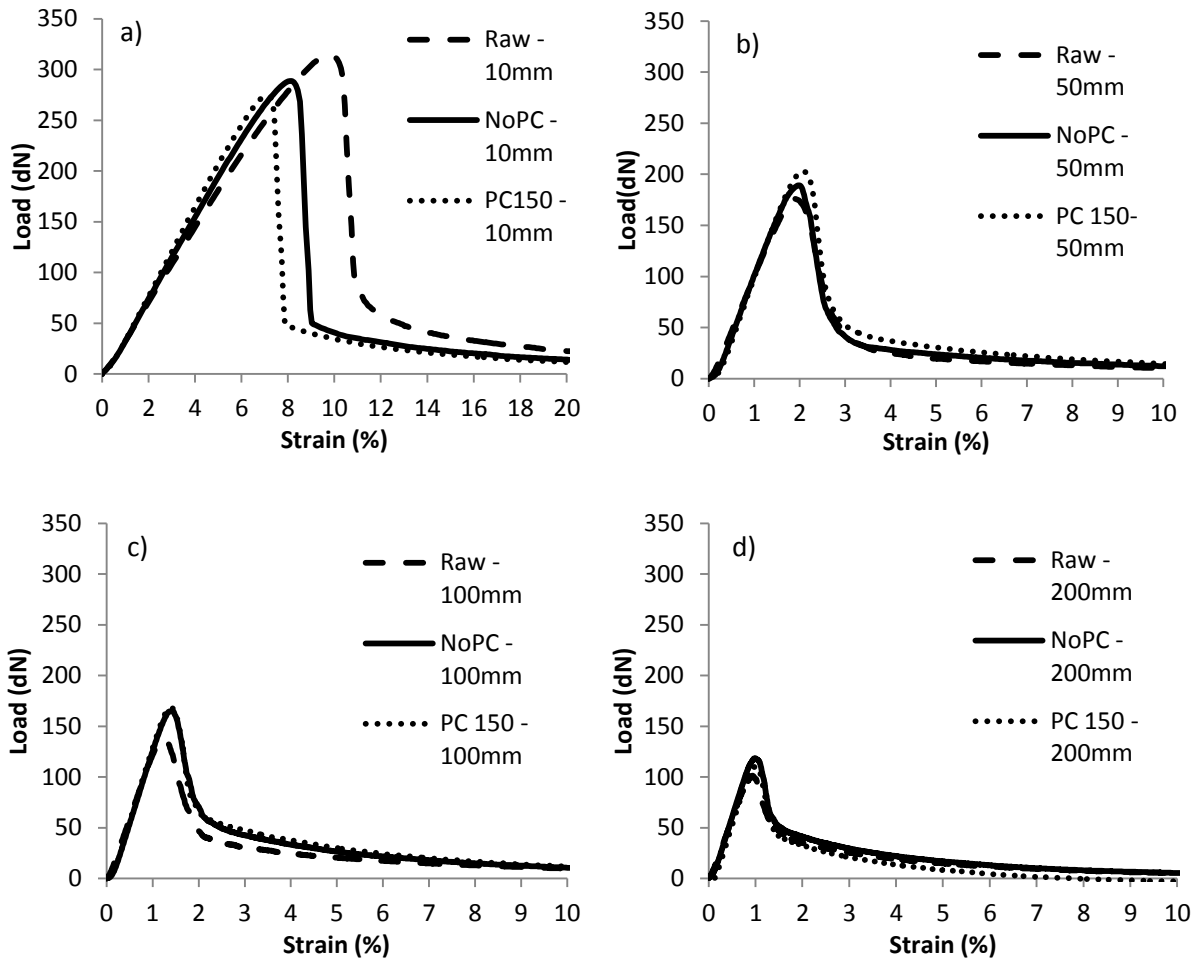 a)
350
300
250
200
150
100
50
0
Load (dN)
0 2 4 6 8 10 12 14 16 18 20
Strain (%)
Raw -
10mm
NoPC -
10mm
PC150 -
10mm
b)
350
300
250
200
150
100
50
0
Load(dN)
0 1 2 3 4 5 6 7 8 9 10
Strain (%)
Raw -
50mm
NoPC -
50mm
PC 150-
50mm
c)
350
300
250
200
150
100
50
0
Load (dN)
0 1 2 3 4 5 6 7 8 9 10
Strain (%)
Raw -
100mm
NoPC -
100mm
PC 150 -
100mm
d)
350
300
250
200
150
100
50
0
Load (dN)
0 1 2 3 4 5 6 7 8 9 10
Strain (%)
Raw -
200mm
NoPC -
200mm
PC 150 -
200mm